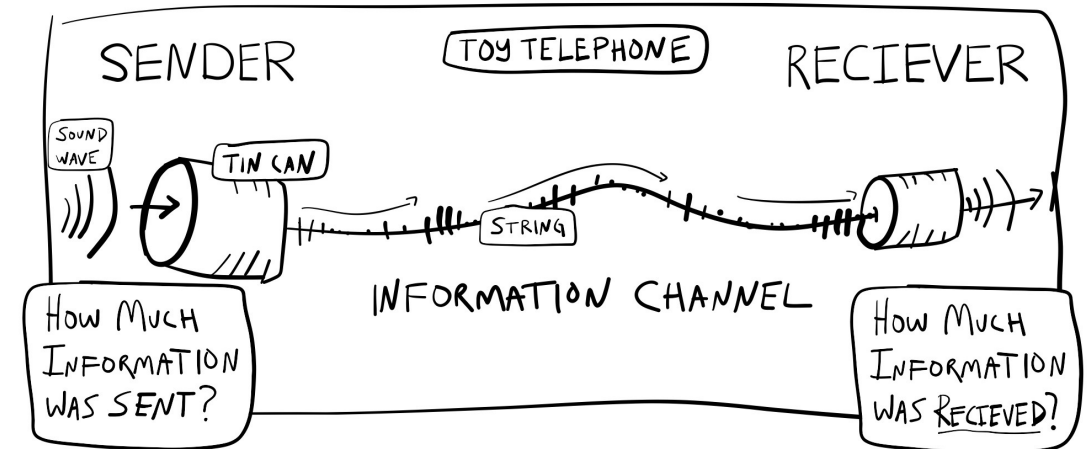 SENDER
TOY TELEPHONE
RECIEVER
SOUND
WAVE
TIN CAN
STRING
INFORMATION CHANNEL
HOW MUCH
INFORMATION
WAS SENT?
HOW MUCH
INFORMATION
WAS RECIEVED?